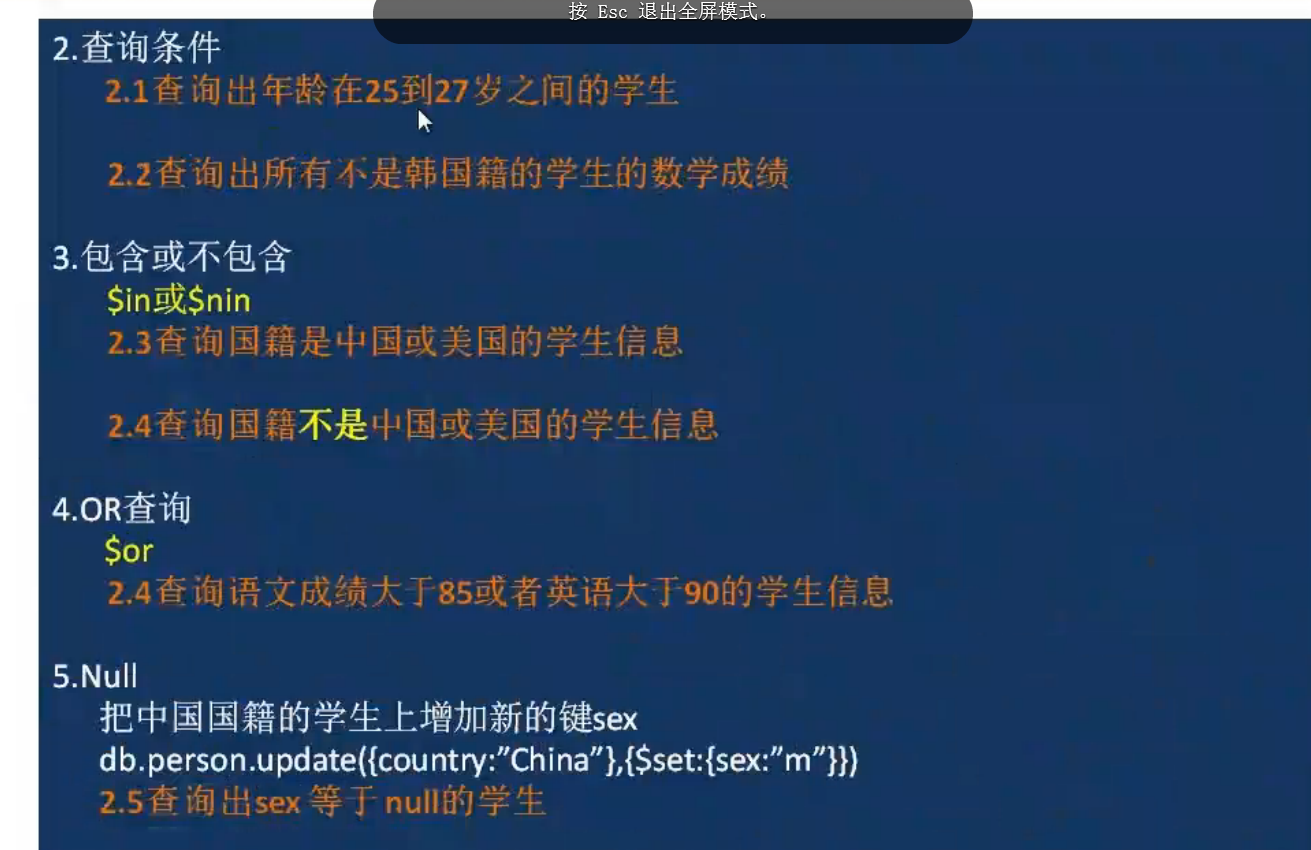 按 Esc 退出全屏模式。
2.查询条件
2.1查询出年龄在25到27岁之间的学生
2.2查询出所有不是韩国籍的学生的数学成绩
3.包含或不包含
$in或$nin
2.3查询国籍是中国或美国的学生信息
2.4查询国籍不是中国或美国的学生信息
4.OR查询
$or
2.4查询语文成绩大于85或者英语大于90的学生信息
5.Null
把中国国籍的学生上增加新的键sex
db.person.update({country:”China”},{$set:{sex:”m”}})
2.5查询出sex 等于 null的学生